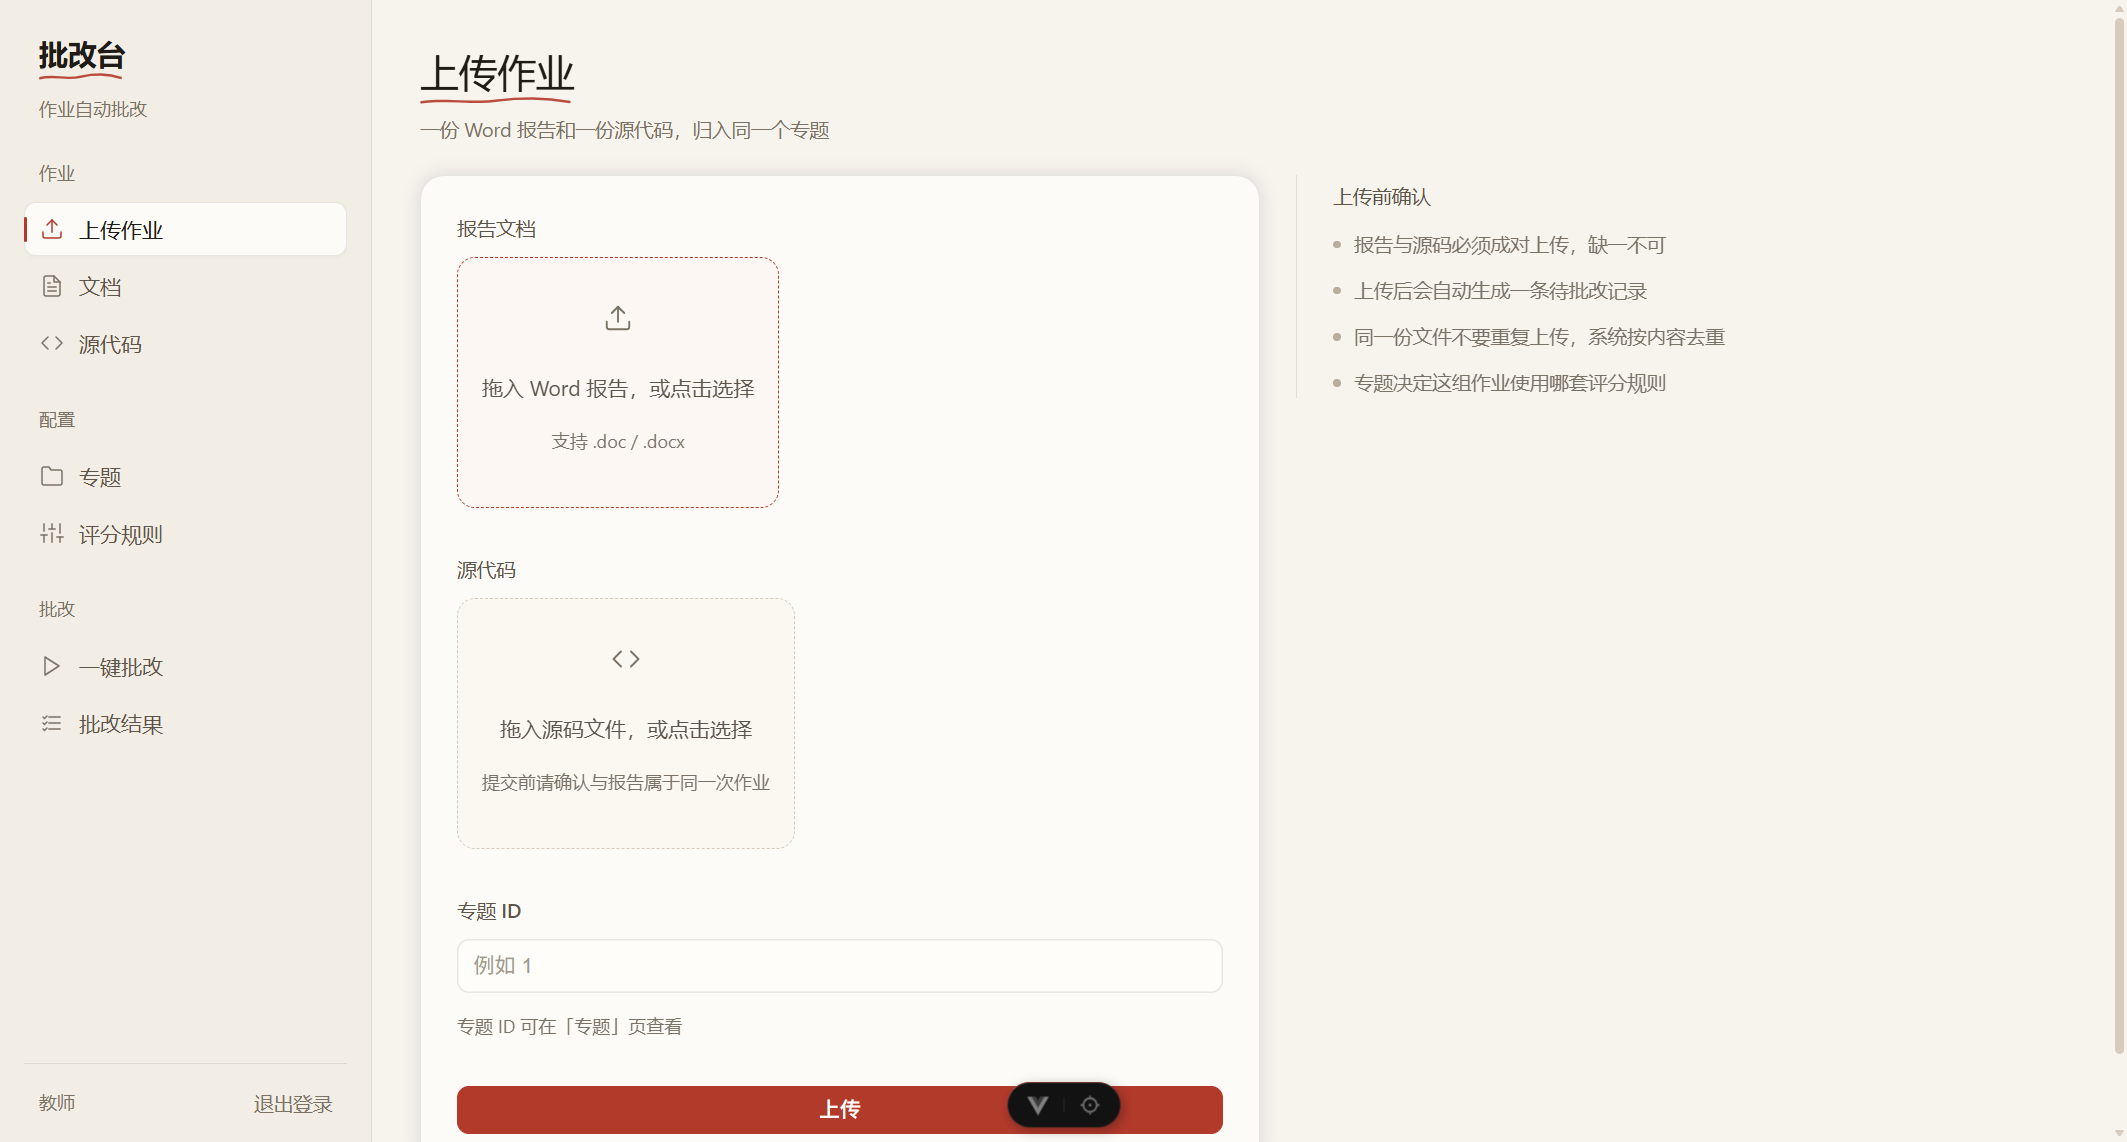 批改台
作业自动批改
作业
上传作业
文档
源代码
配置
专题
评分规则
批改
一键批改
批改结果
教师
退出登录
上传作业
一份 Word 报告和一份源代码，归入同一个专题
报告文档
拖入 Word 报告，或点击选择
支持 .doc / .docx
源代码
拖入源码文件，或点击选择
提交前请确认与报告属于同一次作业
专题 ID
例如 1
专题 ID 可在「专题」页查看
上传
上传前确认
报告与源码必须成对上传，缺一不可
上传后会自动生成一条待批改记录
同一份文件不要重复上传，系统按内容去重
专题决定这组作业使用哪套评分规则